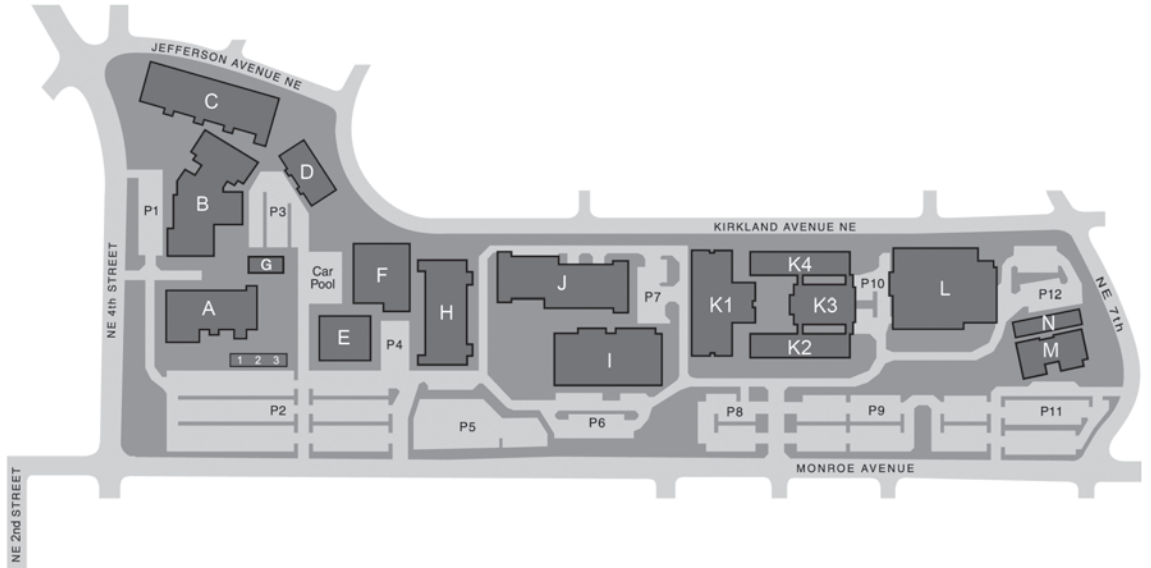 JEFFERSON AVENUE NE
C
D
B
P1
P3
KIRKLAND AVENUE NE
NE 4th STREET
G
Car
Pool
F
K4
P10
L
NE 7th
J
P7
K1
K3
P12
A
H
N
E
P4
K2
M
1 2 3
I
P2
P5
P6
P8
P9
P11
MONROE AVENUE
NE 2nd STREET